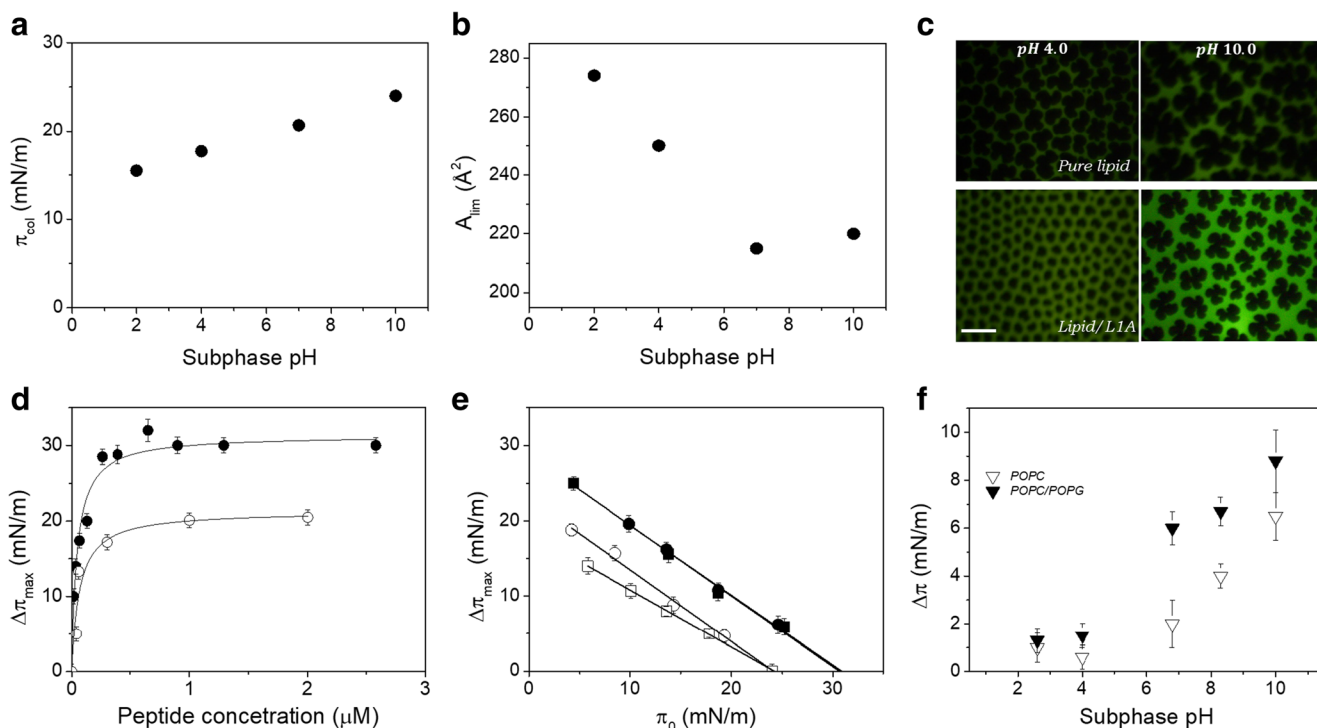 a
30
20
10
0
π_col (mN/m)
0 2 4 6 8 10
Subphase pH
b
280
260
240
220
200
A_lim (Å²)
0 2 4 6 8 10
Subphase pH
c
pH 4.0
pH 10.0
Pure lipid
Lipid/L1A
d
30
20
10
0
Δπ_max (mN/m)
0 1 2 3
Peptide concetration (μM)
e
30
20
10
0
Δπ_max (mN/m)
0 10 20 30
π_0 (mN/m)
f
10
8
6
4
2
0
Δπ (mN/m)
POPC
POPC/POPG
2 4 6 8 10
Subphase pH